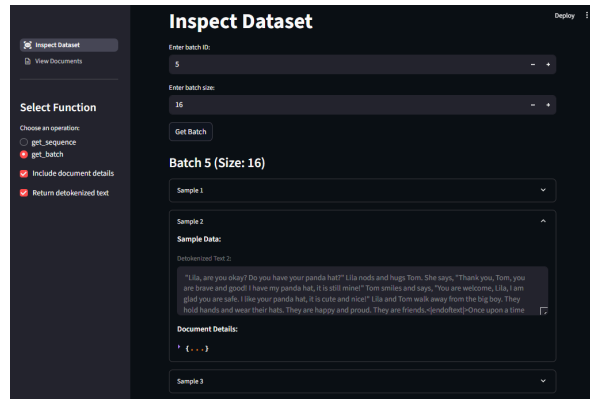 Inspect Dataset
View Documents
Select Function
Choose an operation:
get_sequence
get_batch
Include document details
Return detokenized text
Deploy
Inspect Dataset
Enter batch ID:
5
Enter batch size:
16
Get Batch
Batch 5 (Size: 16)
Sample 1
Sample 2
Sample Data:
Detokenized Text 2:
"Lila, are you okay? Do you have your panda hat?" Lila nods and hugs Tom. She says, "Thank you, Tom, you
are brave and good! I have my panda hat, it is still mine!" Tom smiles and says, "You are welcome, Lila, I am
glad you are safe. I like your panda hat, it is cute and nice!" Lila and Tom walk away from the big boy. They
hold hands and wear their hats. They are happy and proud. They are friends.<|endoftext|>Once upon a time
Document Details:
{...}
Sample 3